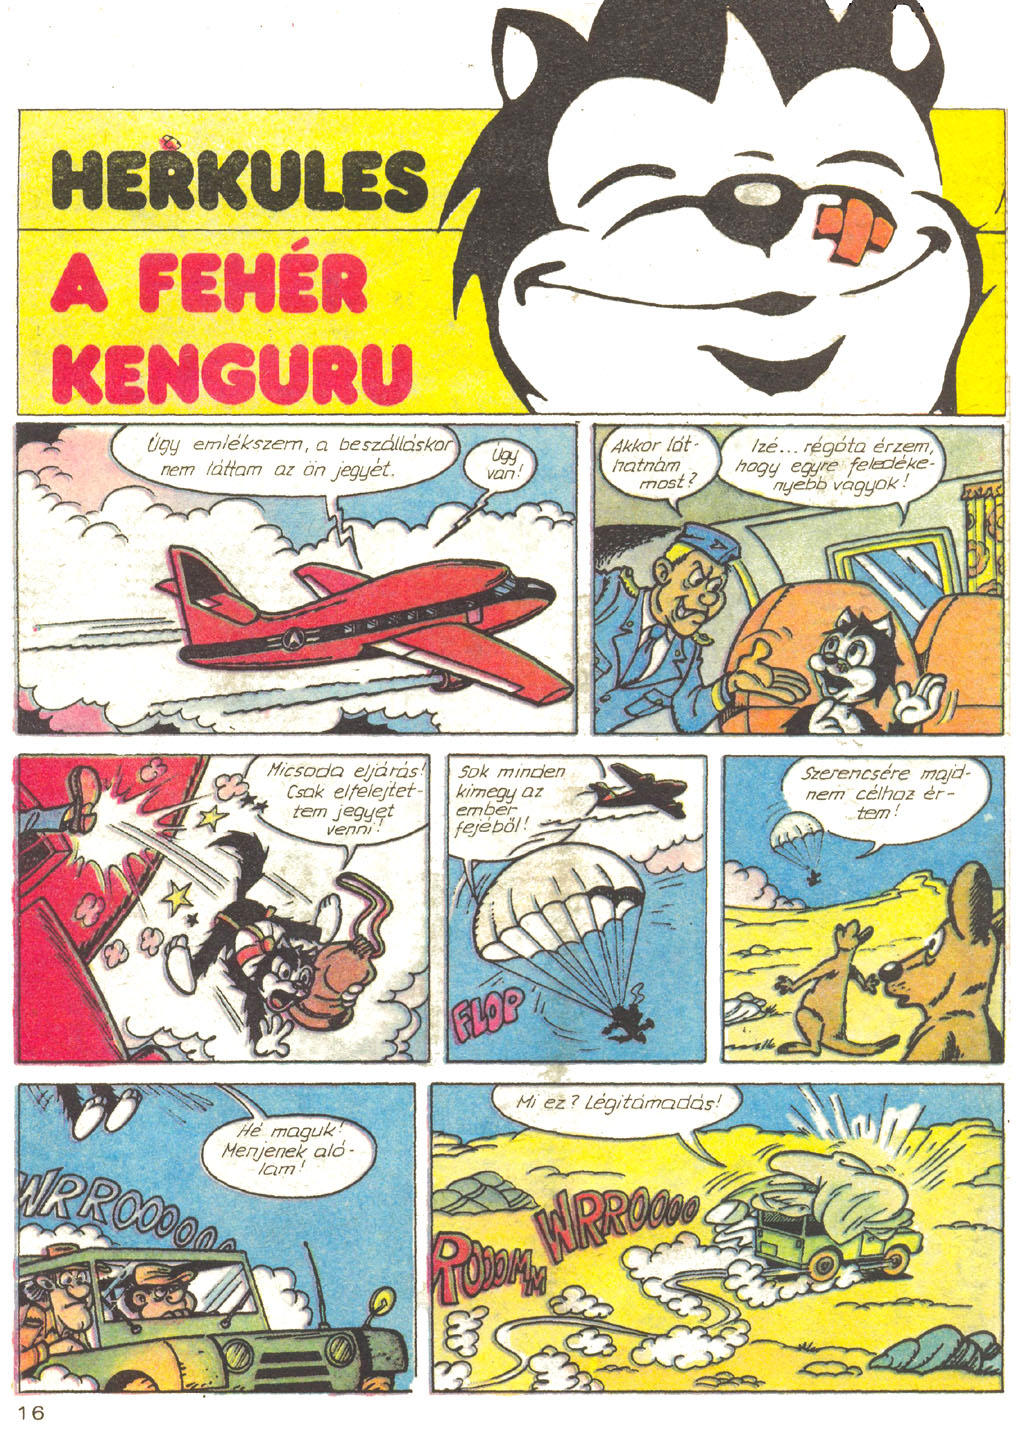 HERKULES
A FEHÉR
KENGURU
Úgy emlékszem, a beszálláskor
nem láttam az ön jegyét.
Úgy
van!
Akkor lát-
hatnám
most?
Izé... régóta érzem,
hogy egyre feledéke-
nyebb vagyok!
Micsoda eljárás!
Csak elfelejtet-
tem jegyet
venni!
Sok minden
kimegy az
ember
fejéből!
FLOP
Szerencsére majd-
nem célhoz ér-
tem!
Hé maguk!
Menjenek aló-
lam!
WRROOOOO
Mi ez? Légitámadás!
ROOOMM
WRROOOO
16